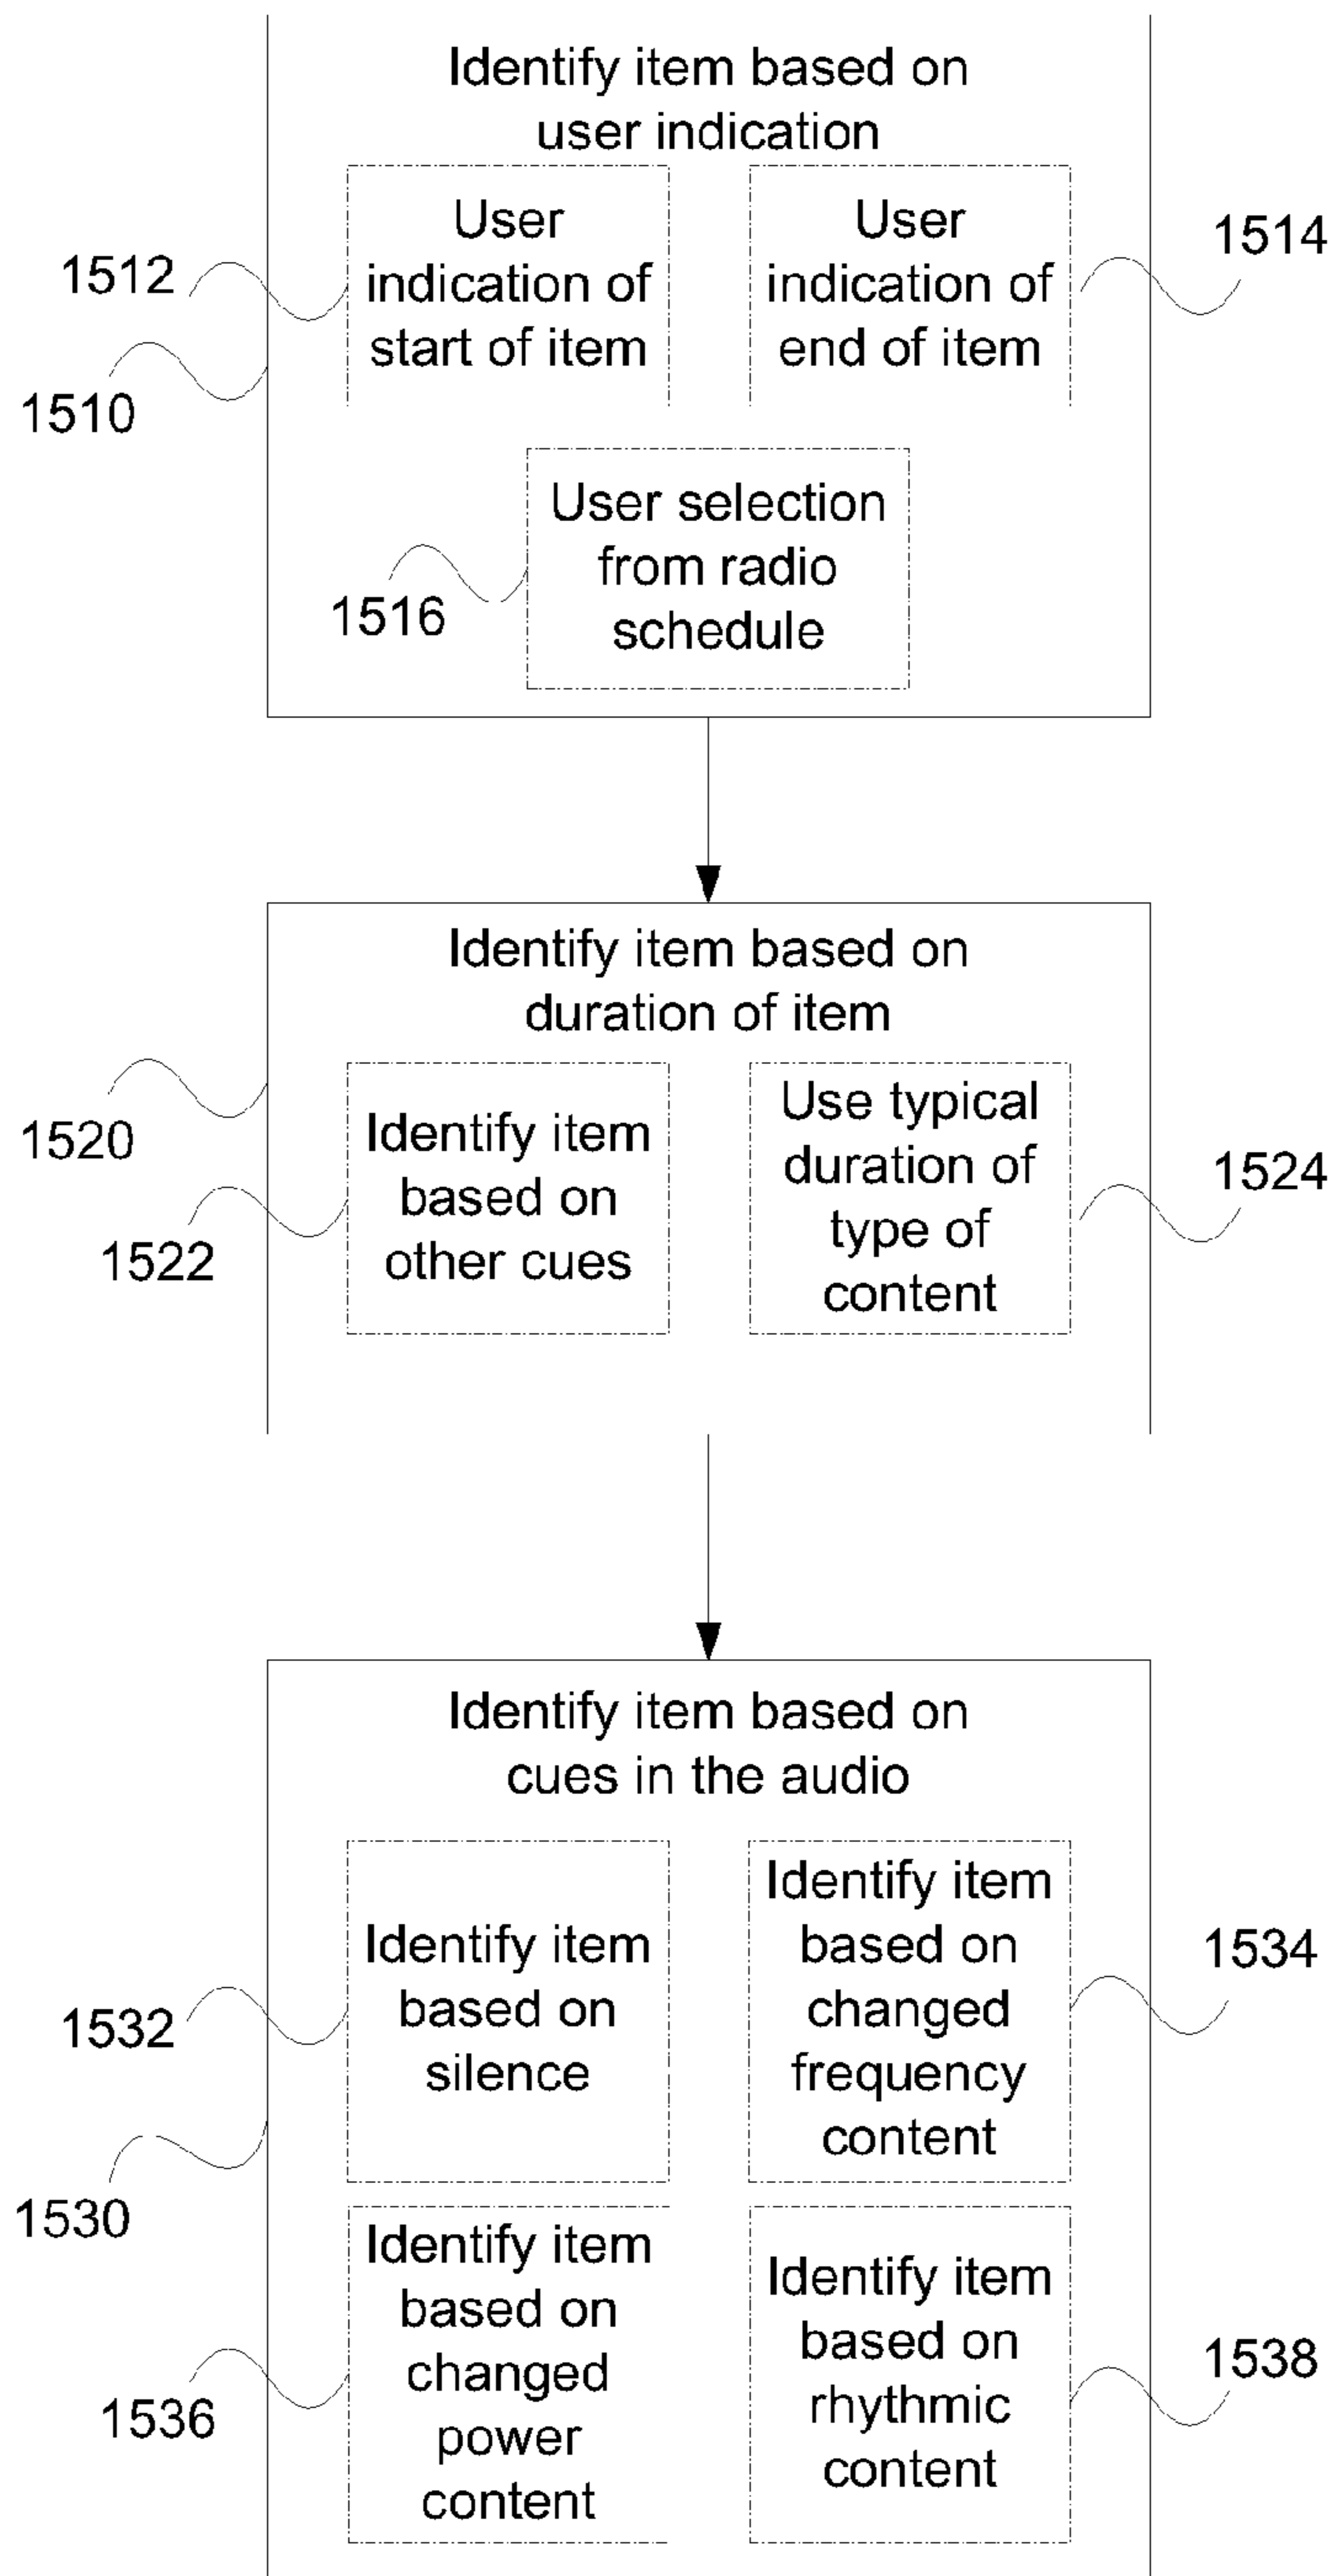 Identify item based on
user indication
User
indication of
start of item
User
indication of
end of item
1512
1514
1510
User selection
from radio
schedule
1516
Identify item based on
duration of item
Identify item
based on
other cues
Use typical
duration of
type of
content
1520
1522
1524
Identify item based on
cues in the audio
Identify item
based on
silence
Identify item
based on
changed
frequency
content
1532
1534
1530
Identify item
based on
changed
power
content
Identify item
based on
rhythmic
content
1536
1538